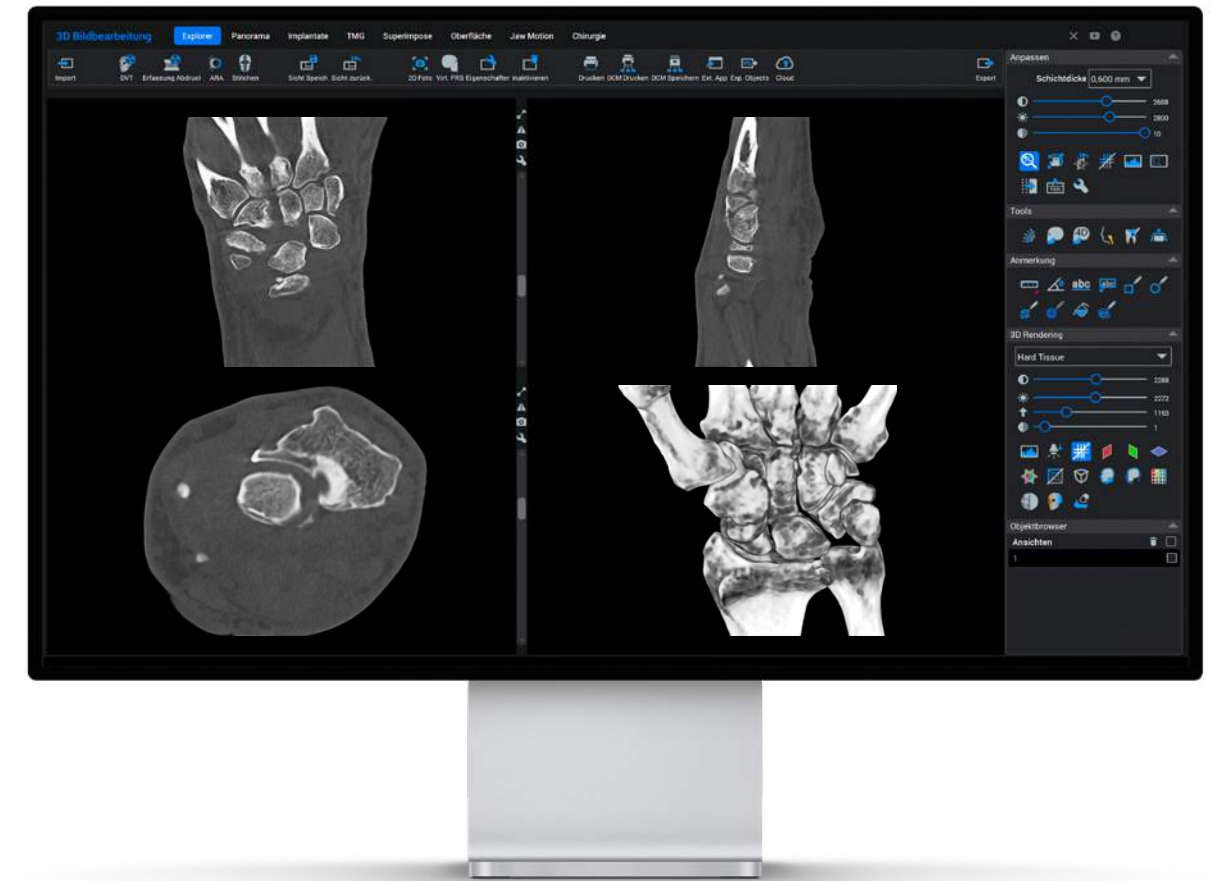 3D Bildbearbeitung Explorer Panorama Implantate TMG Superimpose Oberfläche Jaw Motion Chirurgie
Import DVT Erfassung Abdruck ARA Stitchen Sicht Speich. Sicht zurück. 2D Foto Virt. FRS Eigenschafter Inaktivieren Drucken DCM Drucken DCM Speichern Ext. App Exp. Objects Cloud Export
Anpassen
Schichtdicke 0,600 mm
2688
2800
10
Tools
4D
Anmerkung
abc abc
3D Rendering
Hard Tissue
2288
2272
1163
1
Objektbrowser
Ansichten
1